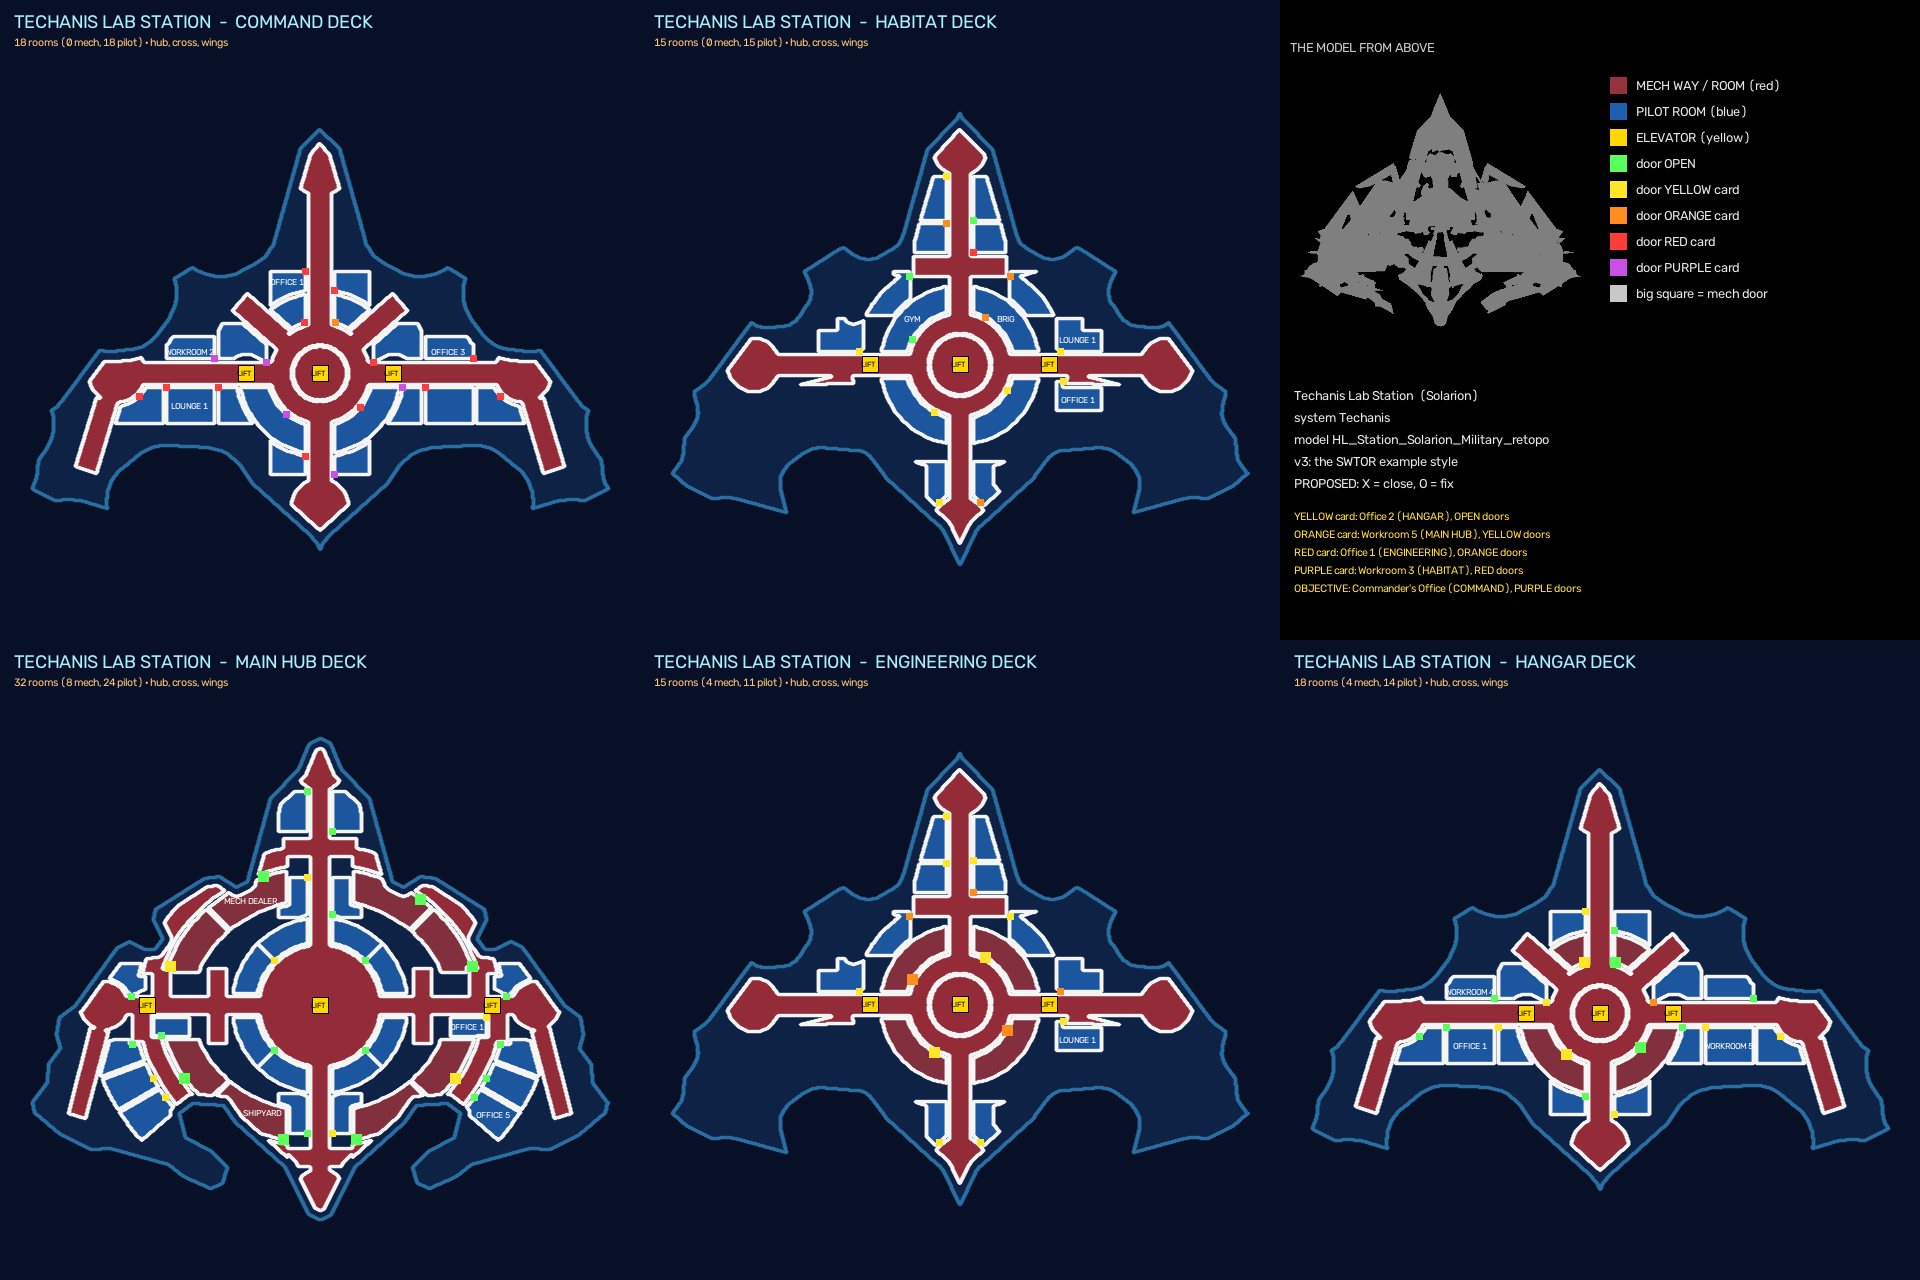 TECHANIS LAB STATION - COMMAND DECK
18 rooms (0 mech, 18 pilot) • hub, cross, wings
OFFICE 1
WORKROOM 2
OFFICE 3
LIFT
LIFT
LIFT
LOUNGE 1
TECHANIS LAB STATION - HABITAT DECK
15 rooms (0 mech, 15 pilot) • hub, cross, wings
GYM
BRIG
LOUNGE 1
LIFT
LIFT
LIFT
OFFICE 1
THE MODEL FROM ABOVE
MECH WAY / ROOM (red)
PILOT ROOM (blue)
ELEVATOR (yellow)
door OPEN
door YELLOW card
door ORANGE card
door RED card
door PURPLE card
big square = mech door
Techanis Lab Station (Solarion)
system Techanis
model HL_Station_Solarion_Military_retopo
v3: the SWTOR example style
PROPOSED: X = close, O = fix
YELLOW card: Office 2 (HANGAR), OPEN doors
ORANGE card: Workroom 5 (MAIN HUB), YELLOW doors
RED card: Office 1 (ENGINEERING), ORANGE doors
PURPLE card: Workroom 3 (HABITAT), RED doors
OBJECTIVE: Commander's Office (COMMAND), PURPLE doors
TECHANIS LAB STATION - MAIN HUB DECK
32 rooms (8 mech, 24 pilot) • hub, cross, wings
MECH DEALER
LIFT
LIFT
LIFT
OFFICE 1
SHIPYARD
OFFICE 5
TECHANIS LAB STATION - ENGINEERING DECK
15 rooms (4 mech, 11 pilot) • hub, cross, wings
LIFT
LIFT
LIFT
LOUNGE 1
TECHANIS LAB STATION - HANGAR DECK
18 rooms (4 mech, 14 pilot) • hub, cross, wings
WORKROOM 4
LIFT
LIFT
LIFT
OFFICE 1
WORKROOM 5